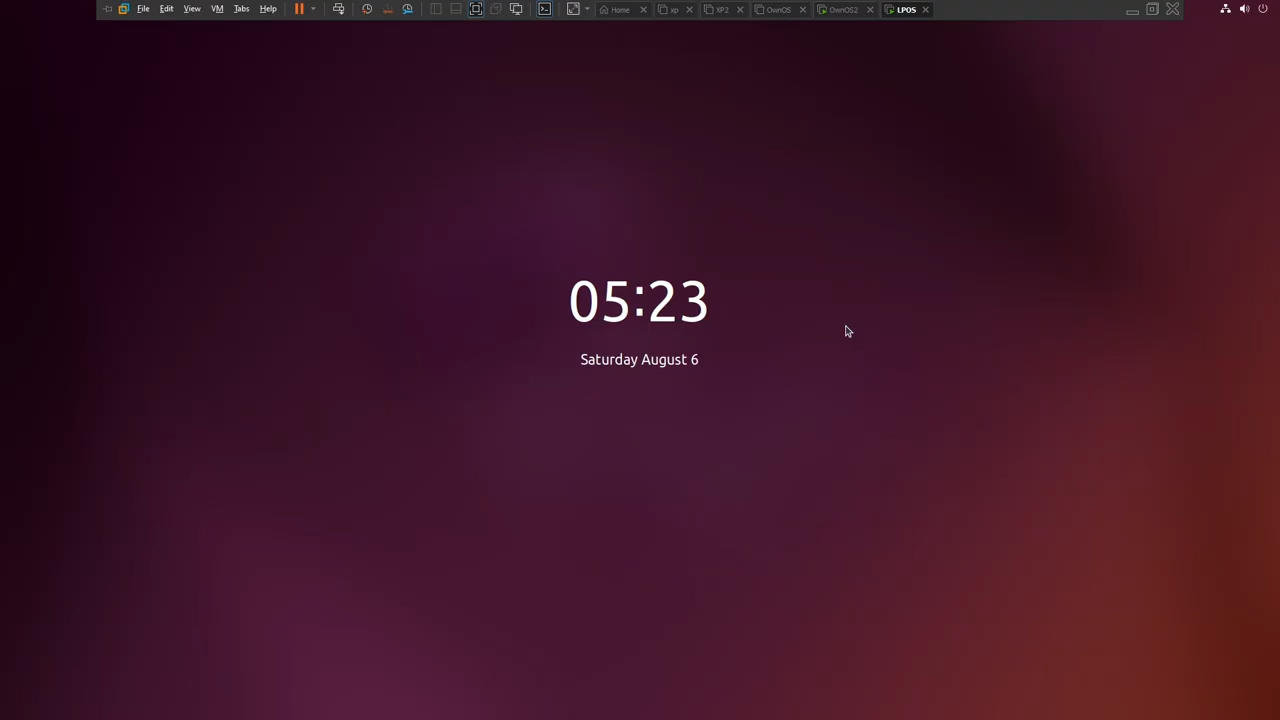 File Edit View VM Tabs Help Home xp XP2 OwnOS OwnOS2 LPOS
05:23
Saturday August 6